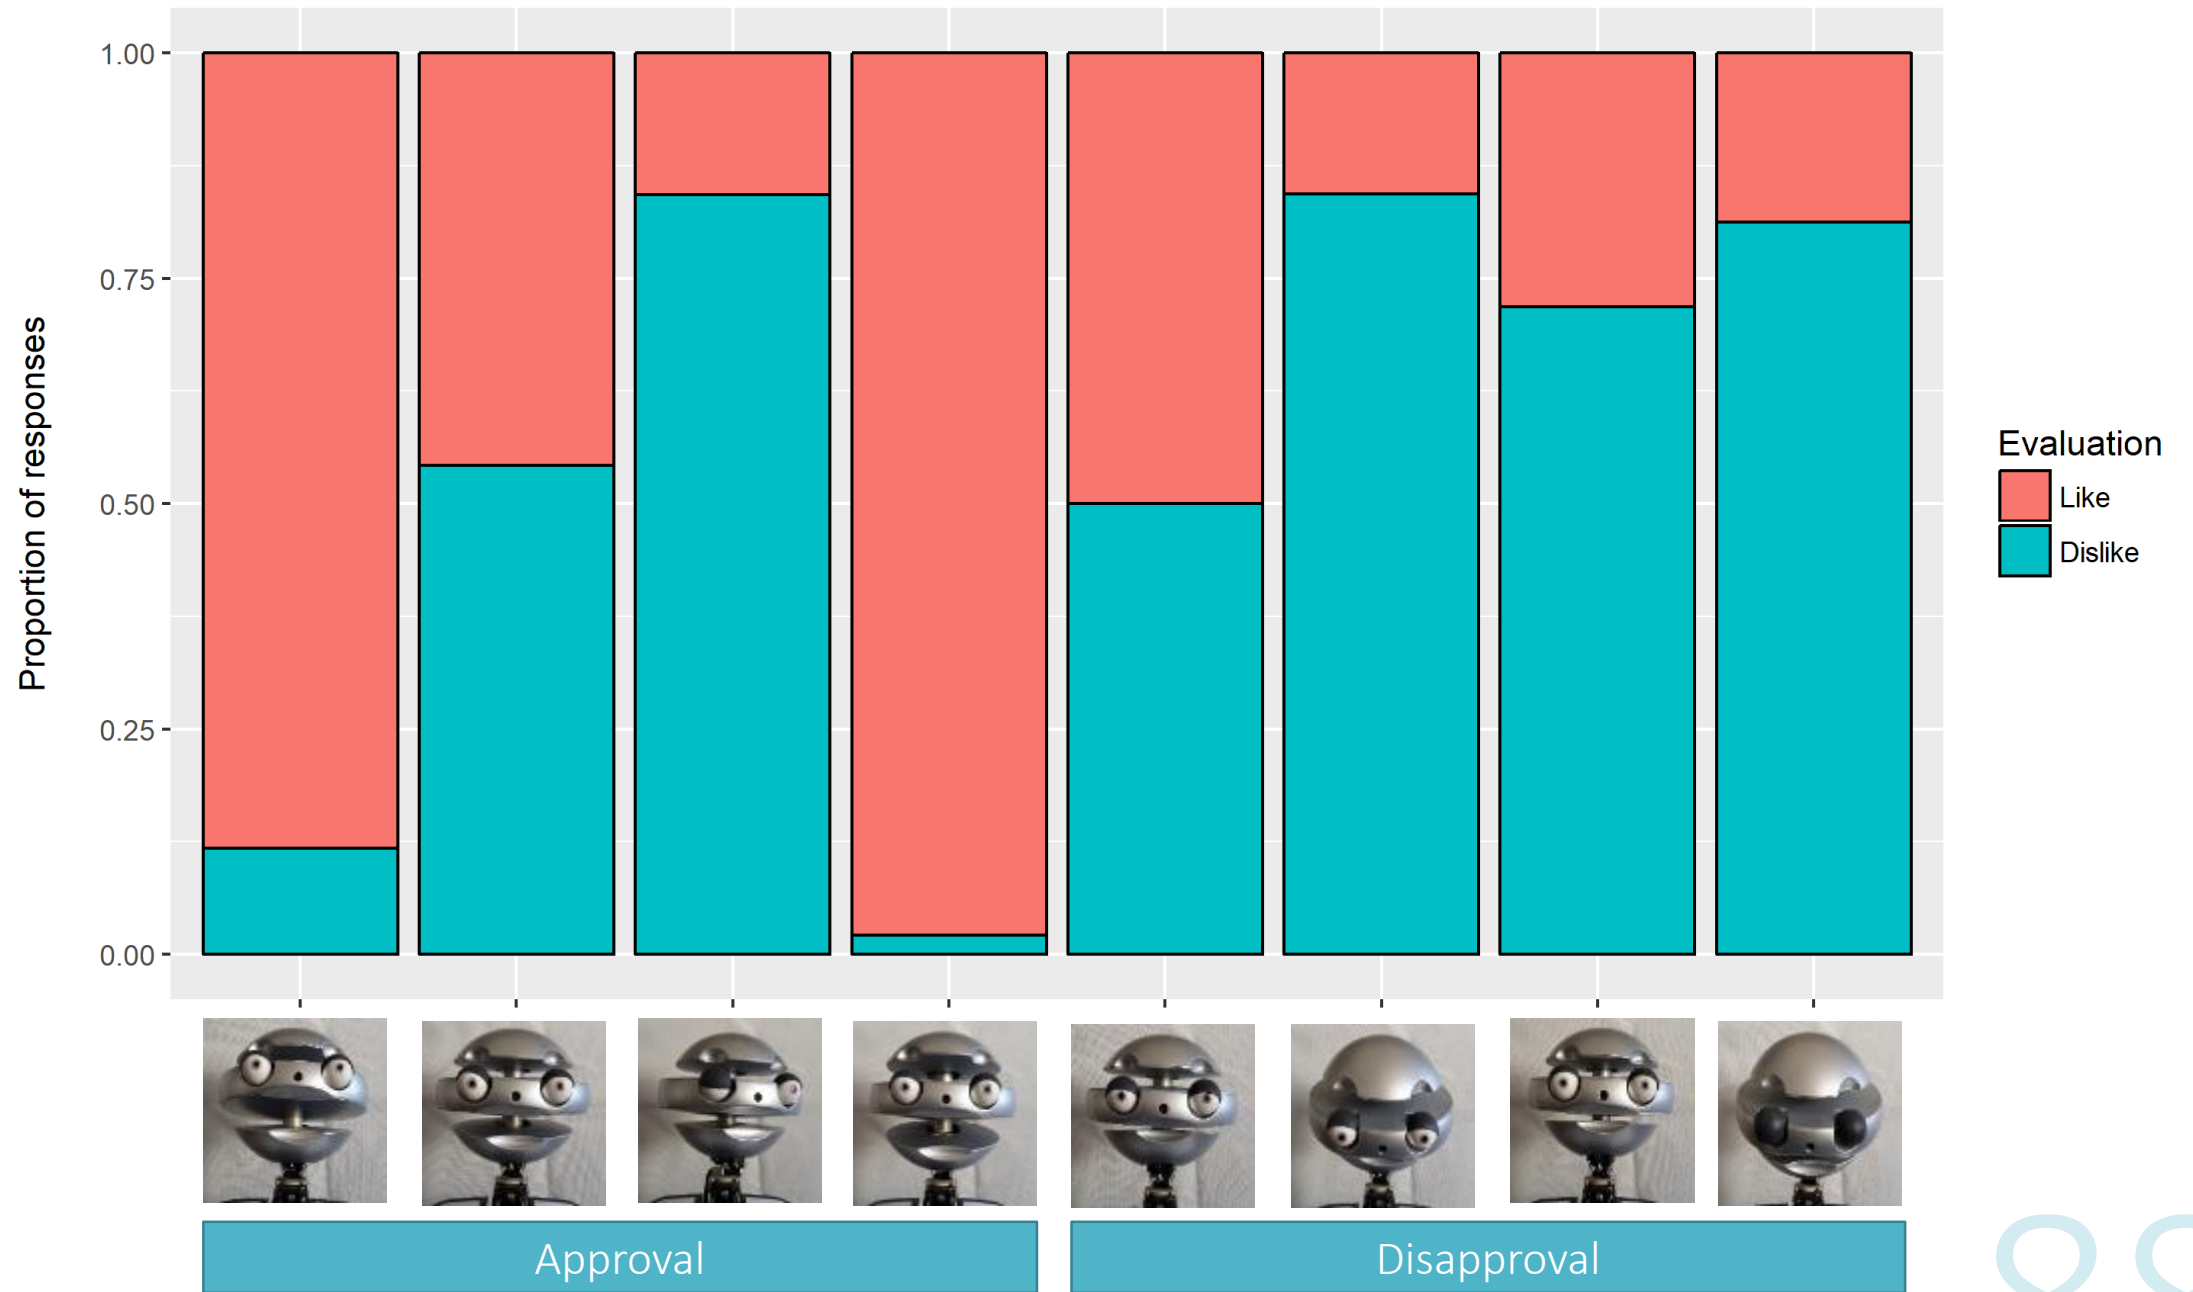 1.00
0.75
0.50
0.25
0.00
Proportion of responses
Evaluation
Like
Dislike
Approval
Disapproval